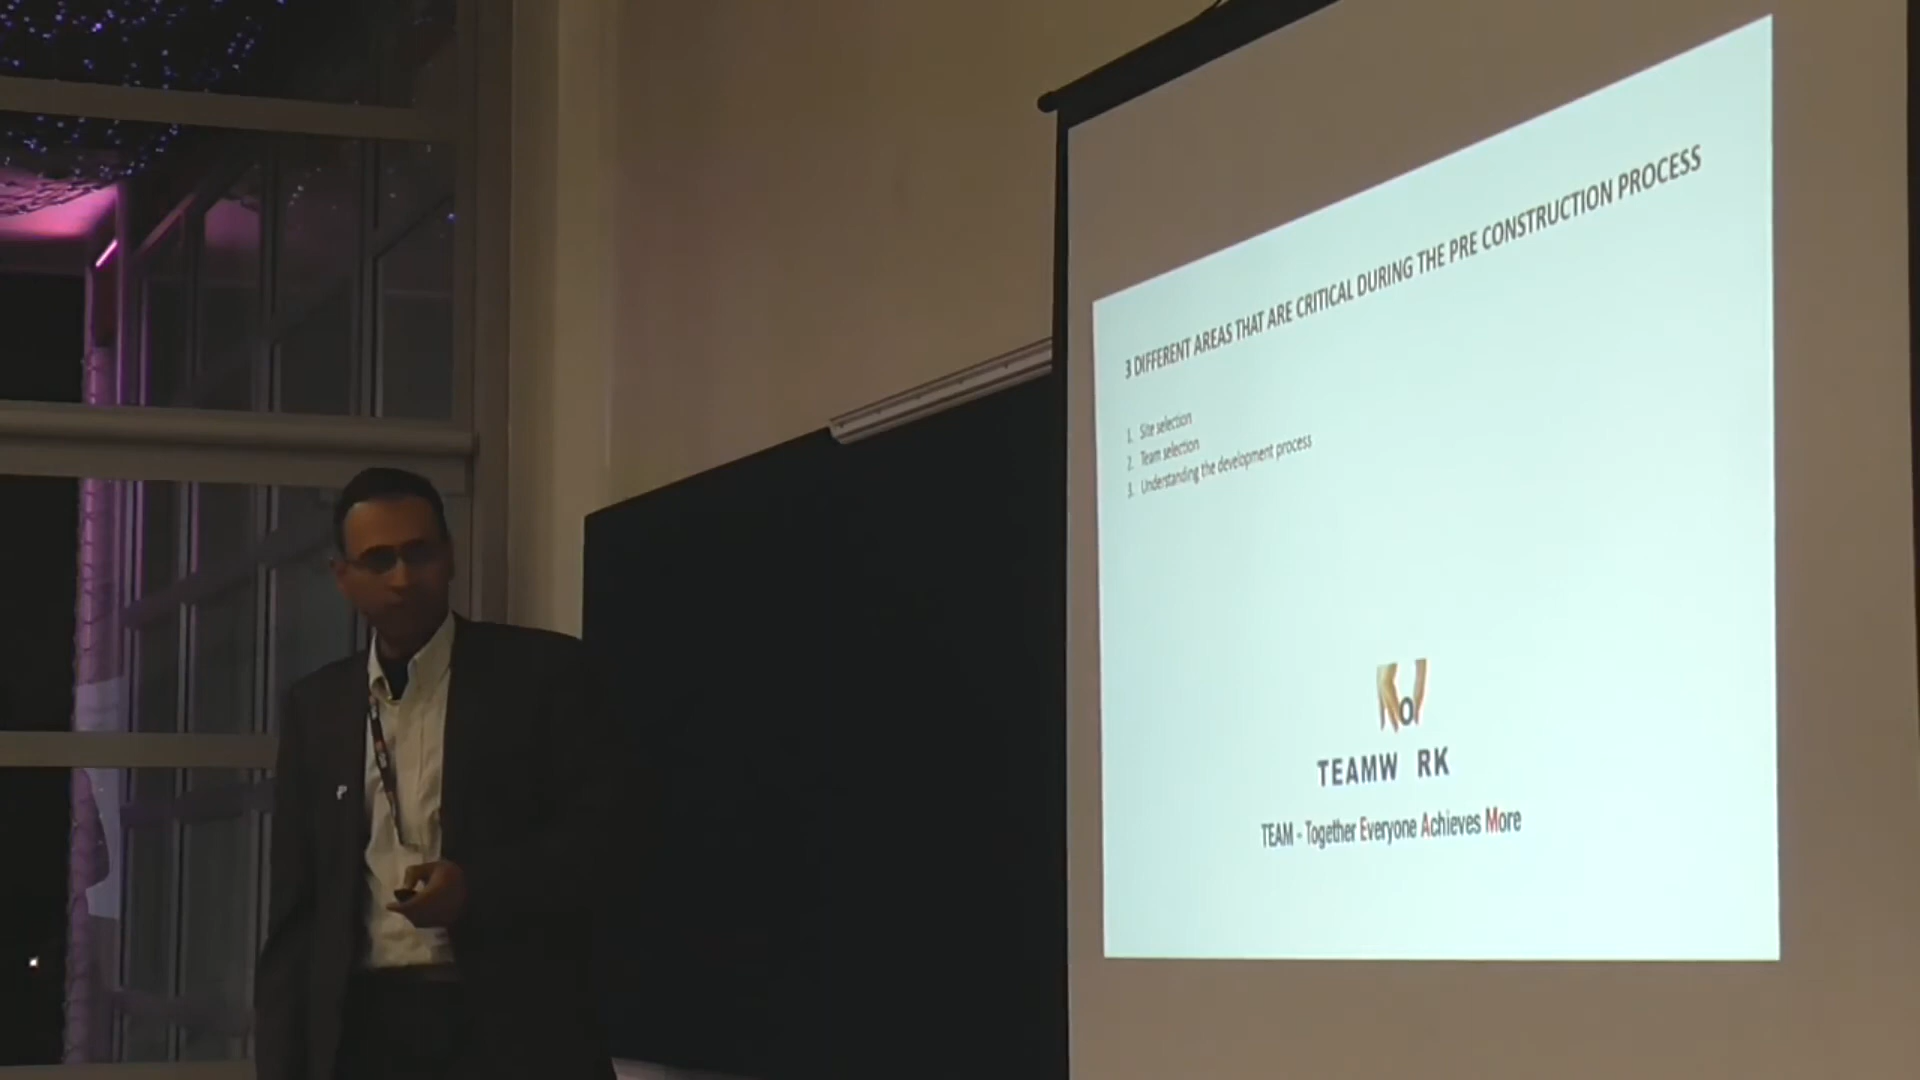 3 DIFFERENT AREAS THAT ARE CRITICAL DURING THE PRE CONSTRUCTION PROCESS
1. Site selection
2. Team selection
3. Understanding the development process
O
TEAMW RK
TEAM - Together Everyone Achieves More